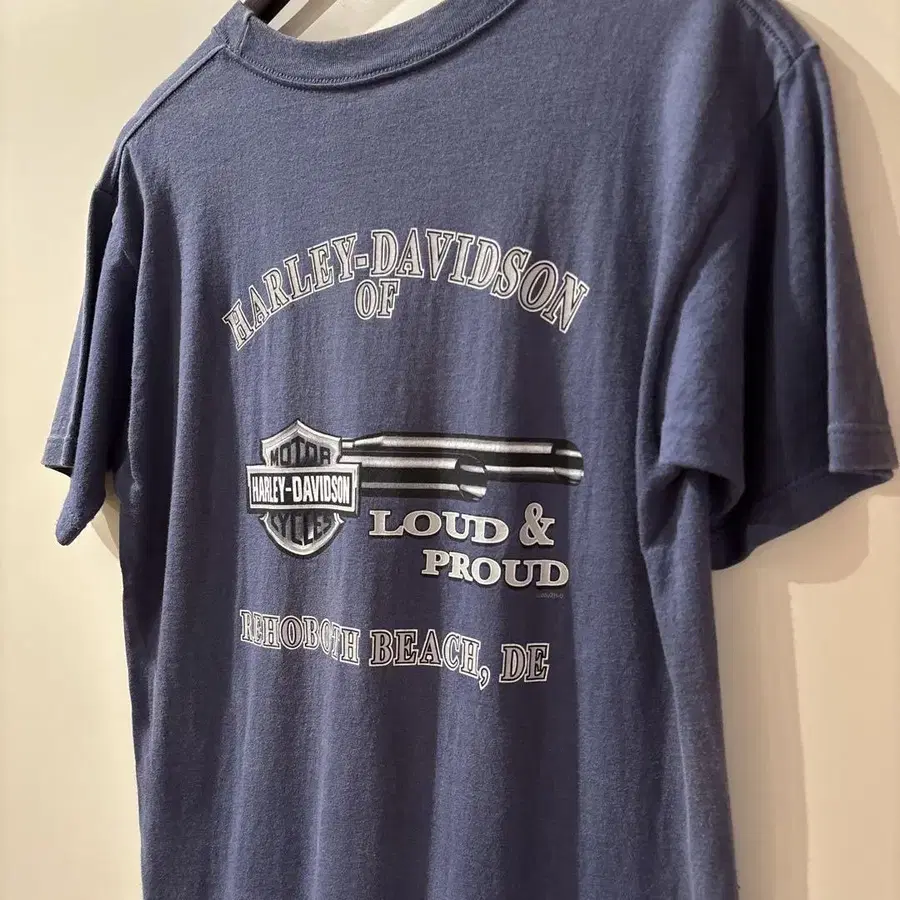 HARLEY-DAVIDSON
OF
MOTOR
HARLEY-DAVIDSON
CYCLES
LOUD &
PROUD
REHOBOTH BEACH, DE